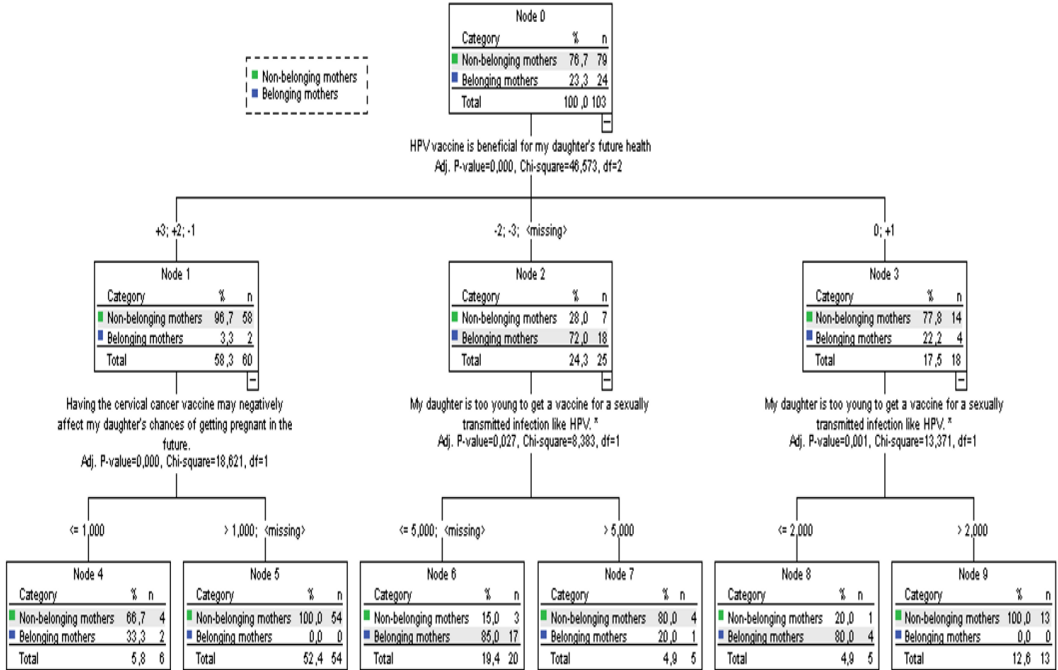 Node 0
Category % n
Non-belonging mothers 76,7 79
Belonging mothers 23,3 24
Total 100 ,0 103
Non-belonging mothers
Belonging mothers
HPV vaccine is beneficial for my daughter's future health
Adj. P-value=0,000, Chi-square=46,573, df=2
+3; +2; -1
-2; -3; <missing>
0; +1
Node 1
Category % n
Non-belonging mothers 96,7 58
Belonging mothers 3,3 2
Total 58,3 60
Node 2
Category % n
Non-belonging mothers 28,0 7
Belonging mothers 72,0 18
Total 24,3 25
Node 3
Category % n
Non-belonging mothers 77,8 14
Belonging mothers 22,2 4
Total 17,5 18
Having the cervical cancer vaccine may negatively
affect my daughter's chances of getting pregnant in the
future.
Adj. P-value=0,000, Chi-square=18,621, df=1
My daughter is too young to get a vaccine for a sexually
transmitted infection like HPV. *
Adj. P-value=0,027, Chi-square=8,383, df=1
My daughter is too young to get a vaccine for a sexually
transmitted infection like HPV. *
Adj. P-value=0,001, Chi-square=13,371, df=1
<= 1,000
> 1,000; <missing>
<= 5,000; <missing>
> 5,000
<= 2,000
> 2,000
Node 4
Category % n
Non-belonging mothers 66,7 4
Belonging mothers 33,3 2
Total 5,8 6
Node 5
Category % n
Non-belonging mothers 100,0 54
Belonging mothers 0,0 0
Total 52,4 54
Node 6
Category % n
Non-belonging mothers 15,0 3
Belonging mothers 85,0 17
Total 19,4 20
Node 7
Category % n
Non-belonging mothers 80,0 4
Belonging mothers 20,0 1
Total 4,9 5
Node 8
Category % n
Non-belonging mothers 20,0 1
Belonging mothers 80,0 4
Total 4,9 5
Node 9
Category % n
Non-belonging mothers 100,0 13
Belonging mothers 0,0 0
Total 12,6 13